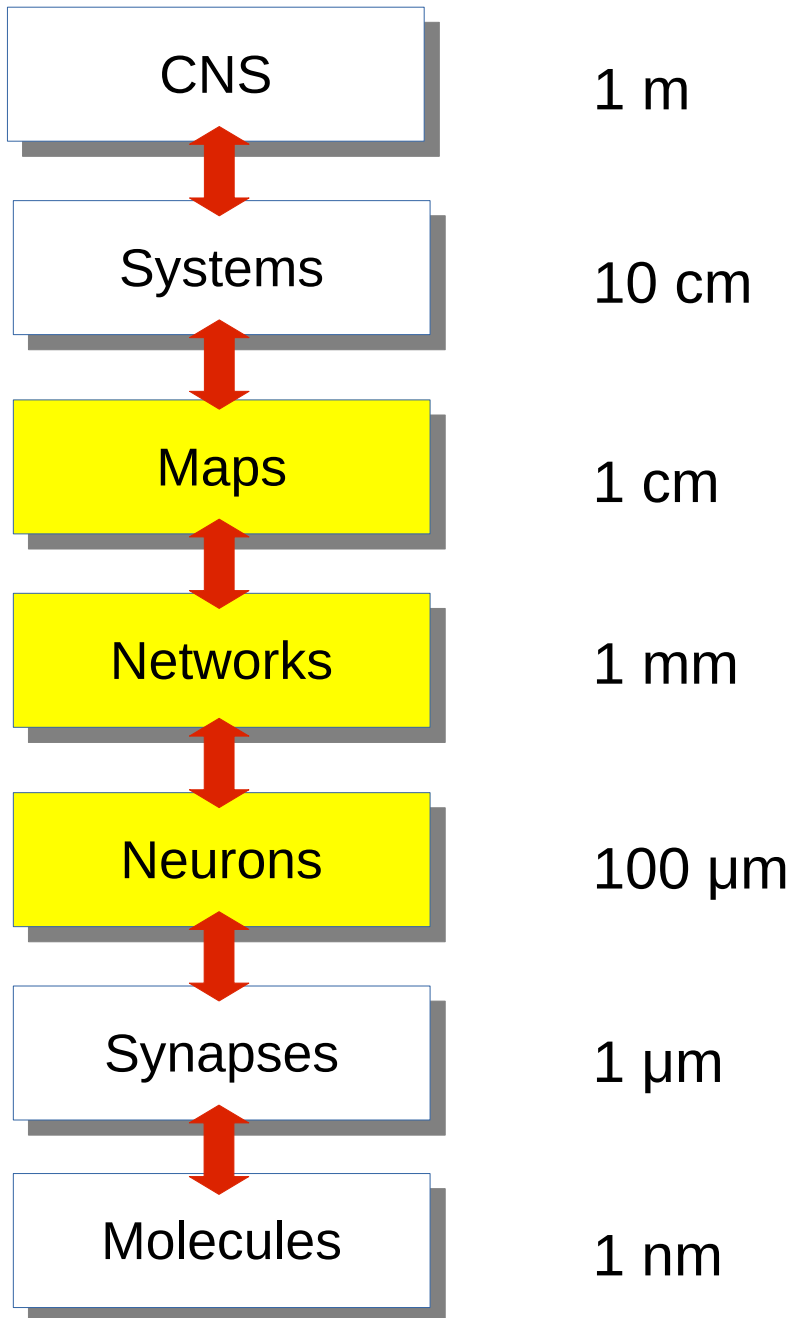 CNS 1 m
Systems 10 cm
Maps 1 cm
Networks 1 mm
Neurons 100 µm
Synapses 1 µm
Molecules 1 nm